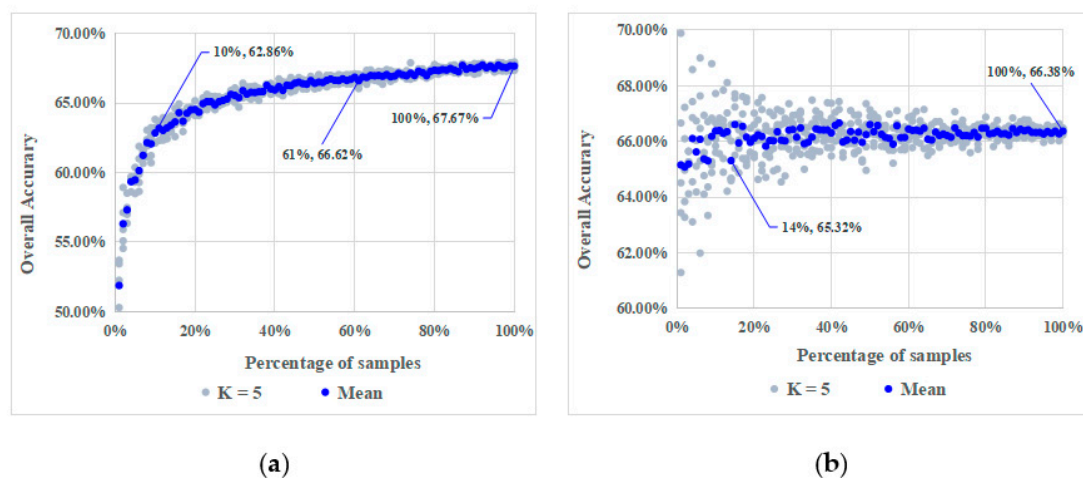 70.00%
65.00%
60.00%
55.00%
50.00%
Overall Accurary
10%, 62.86%
61%, 66.62%
100%, 67.67%
0%
20%
40%
60%
80%
100%
Percentage of samples
K = 5
Mean
(a)
70.00%
68.00%
66.00%
64.00%
62.00%
60.00%
Overall Accurary
100%, 66.38%
14%, 65.32%
0%
20%
40%
60%
80%
100%
Percentage of samples
K = 5
Mean
(b)